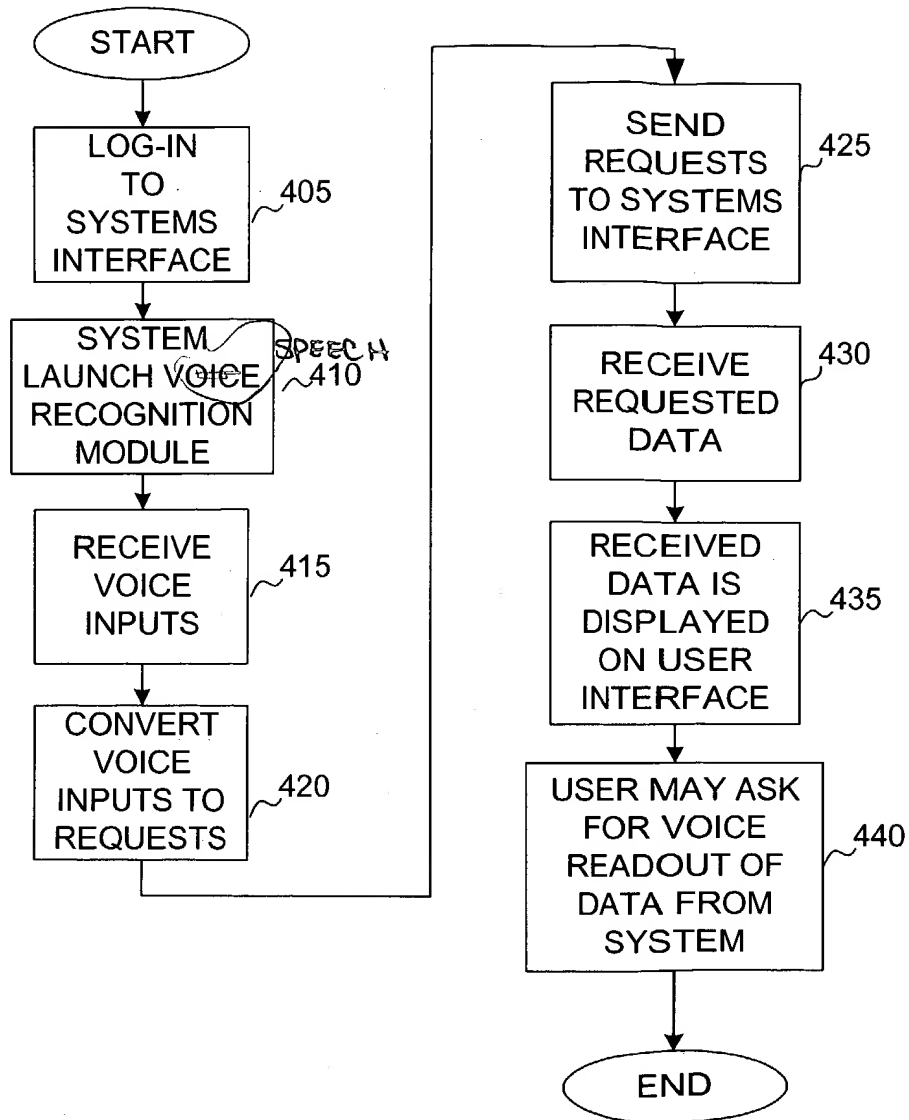 START
LOG-IN
TO
SYSTEMS
INTERFACE
405
SYSTEM
LAUNCH VOICE
RECOGNITION
MODULE
SPEECH
410
RECEIVE
VOICE
INPUTS
415
CONVERT
VOICE
INPUTS TO
REQUESTS
420
SEND
REQUESTS
TO SYSTEMS
INTERFACE
425
RECEIVE
REQUESTED
DATA
430
RECEIVED
DATA IS
DISPLAYED
ON USER
INTERFACE
435
USER MAY ASK
FOR VOICE
READOUT OF
DATA FROM
SYSTEM
440
END